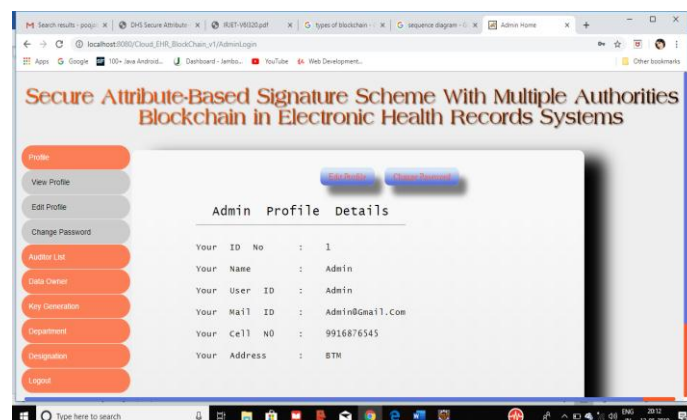 Search results - poojar
DHS Secure Attribute
IRJET-V6I320.pdf
types of blockchain -
sequence diagram - G
Admin Home
localhost:8080/Cloud_EHR_BlockChain_v1/AdminLogin
Apps
Google
100+ Java Android...
Dashboard - Jambo...
YouTube
Web Development...
Other bookmarks
Secure Attribute-Based Signature Scheme With Multiple Authorities
Blockchain in Electronic Health Records Systems
Profile
View Profile
Edit Profile
Change Password
Auditor List
Data Owner
Key Generation
Department
Designation
Logout
Edit Profile
Change Password
Admin Profile Details
Your ID No : 1
Your Name : Admin
Your User ID : Admin
Your Mail ID : Admin@Gmail.Com
Your Cell NO : 9916876545
Your Address : BTM
Type here to search
ENG
20:12